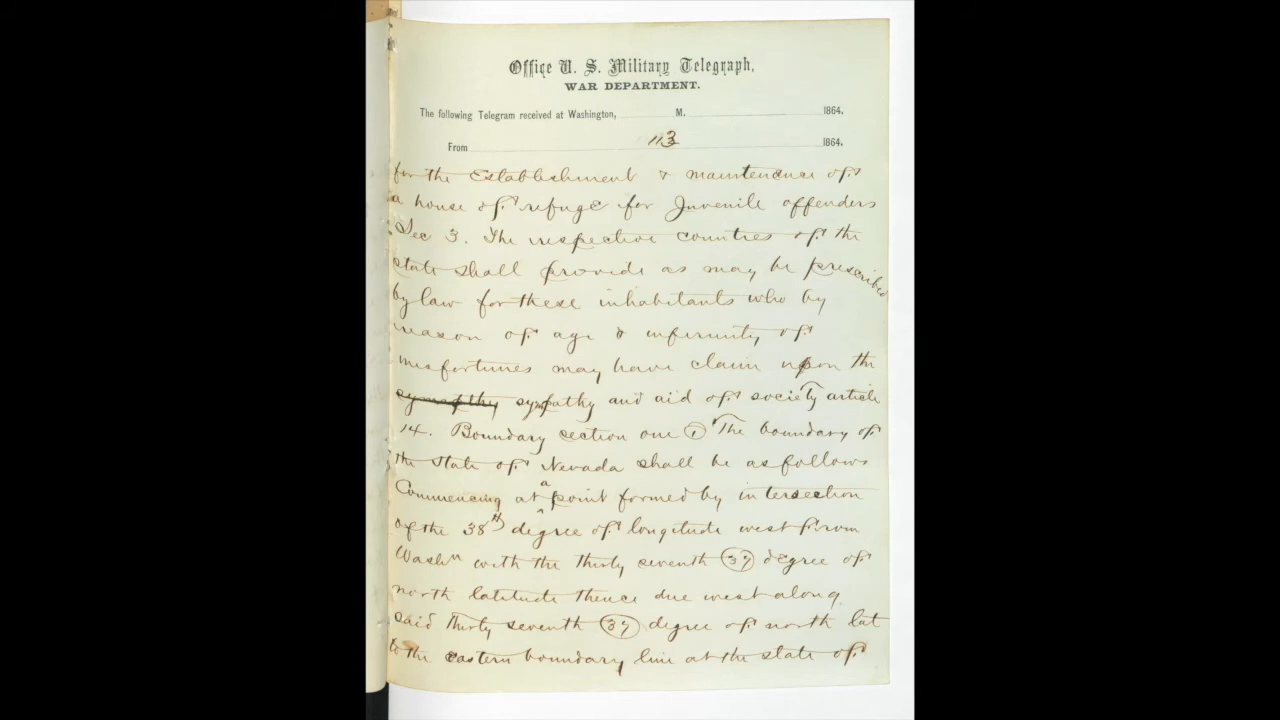 Office U. S. Military Telegraph,
WAR DEPARTMENT.
The following Telegram received at Washington, M. 1864.
From 113 1864.
for the Establishment & maintenance of
a house of refuge for Juvenile offenders
Sec 3. The respective counties of the
state shall provide as may be prescribed
by law for these inhabitants who by
reason of age & infirmity of
misfortunes may have claim upon the
sympathy sympathy and aid of society article
14. Boundary section one (1) The boundary of
the State of Nevada shall be as follows
Commencing at a point formed by intersection
of the 38th degree of longitude west from
Washn with the thirty seventh (37) degree of
north latitude thence due west along
said thirty seventh (37) degree of north lat
to the eastern boundary line at the state of